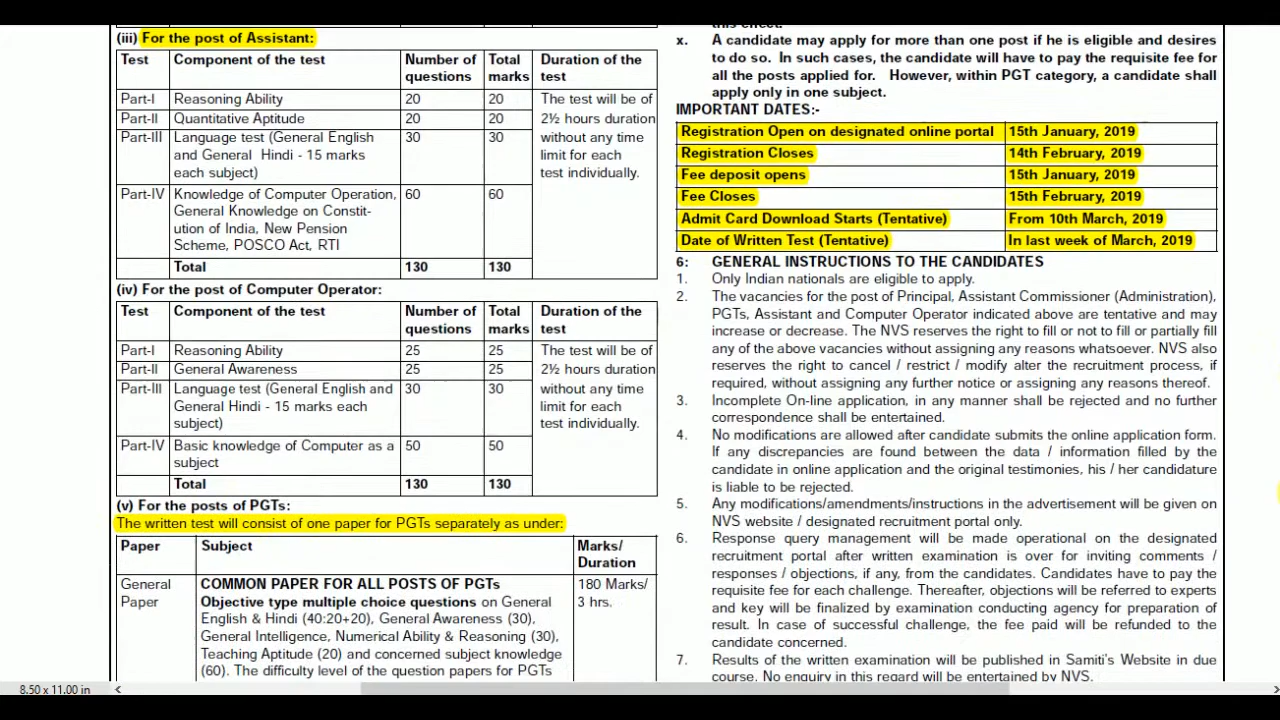 (iii) For the post of Assistant:
Test Component of the test Number of questions Total marks Duration of the test
Part-I Reasoning Ability 20 20 The test will be of
Part-II Quantitative Aptitude 20 20 2½ hours duration
Part-III Language test (General English 30 30 without any time
and General Hindi - 15 marks limit for each
each subject) test individually.
Part-IV Knowledge of Computer Operation, 60 60
General Knowledge on Constit-
ution of India, New Pension
Scheme, POSCO Act, RTI
Total 130 130
(iv) For the post of Computer Operator:
Test Component of the test Number of questions Total marks Duration of the test
Part-I Reasoning Ability 25 25 The test will be of
Part-II General Awareness 25 25 2½ hours duration
Part-III Language test (General English and 30 30 without any time
General Hindi - 15 marks each limit for each
subject) test individually.
Part-IV Basic knowledge of Computer as a 50 50
subject
Total 130 130
(v) For the posts of PGTs:
The written test will consist of one paper for PGTs separately as under:
Paper Subject Marks/ Duration
General COMMON PAPER FOR ALL POSTS OF PGTs 180 Marks/
Paper Objective type multiple choice questions on General 3 hrs.
English & Hindi (40:20+20), General Awareness (30),
General Intelligence, Numerical Ability & Reasoning (30),
Teaching Aptitude (20) and concerned subject knowledge
(60). The difficulty level of the question papers for PGTs
this effect.
x. A candidate may apply for more than one post if he is eligible and desires
to do so. In such cases, the candidate will have to pay the requisite fee for
all the posts applied for. However, within PGT category, a candidate shall
apply only in one subject.
IMPORTANT DATES:-
Registration Open on designated online portal 15th January, 2019
Registration Closes 14th February, 2019
Fee deposit opens 15th January, 2019
Fee Closes 15th February, 2019
Admit Card Download Starts (Tentative) From 10th March, 2019
Date of Written Test (Tentative) In last week of March, 2019
6: GENERAL INSTRUCTIONS TO THE CANDIDATES
1. Only Indian nationals are eligible to apply.
2. The vacancies for the post of Principal, Assistant Commissioner (Administration),
PGTs, Assistant and Computer Operator indicated above are tentative and may
increase or decrease. The NVS reserves the right to fill or not to fill or partially fill
any of the above vacancies without assigning any reasons whatsoever. NVS also
reserves the right to cancel / restrict / modify alter the recruitment process, if
required, without assigning any further notice or assigning any reasons thereof.
3. Incomplete On-line application, in any manner shall be rejected and no further
correspondence shall be entertained.
4. No modifications are allowed after candidate submits the online application form.
If any discrepancies are found between the data / information filled by the
candidate in online application and the original testimonies, his / her candidature
is liable to be rejected.
5. Any modifications/amendments/instructions in the advertisement will be given on
NVS website / designated recruitment portal only.
6. Response query management will be made operational on the designated
recruitment portal after written examination is over for inviting comments /
responses / objections, if any, from the candidates. Candidates have to pay the
requisite fee for each challenge. Thereafter, objections will be referred to experts
and key will be finalized by examination conducting agency for preparation of
result. In case of successful challenge, the fee paid will be refunded to the
candidate concerned.
7. Results of the written examination will be published in Samiti's Website in due
course. No enquiry in this regard will be entertained by NVS.
8.50 x 11.00 in